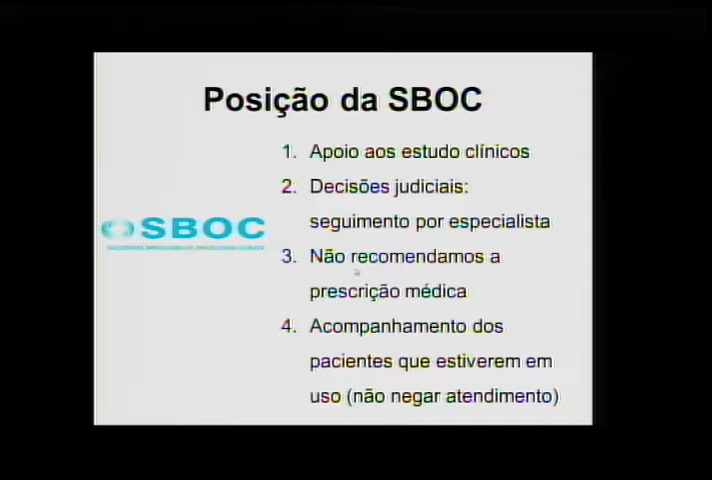 Posição da SBOC
1. Apoio aos estudo clínicos
2. Decisões judiciais:
seguimento por especialista
SBOC
3. Não recomendamos a
prescrição médica
4. Acompanhamento dos
pacientes que estiverem em
uso (não negar atendimento)